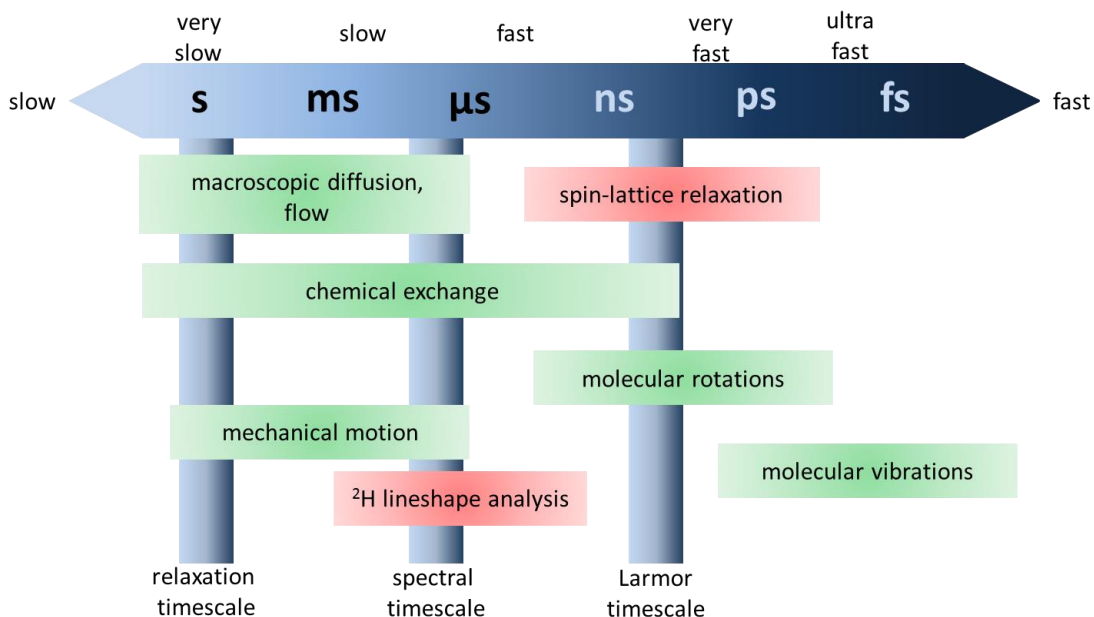 very
slow
slow
fast
very
fast
ultra
fast
slow
s
ms
µs
ns
ps
fs
fast
macroscopic diffusion,
flow
spin-lattice relaxation
chemical exchange
molecular rotations
mechanical motion
molecular vibrations
²H lineshape analysis
relaxation
timescale
spectral
timescale
Larmor
timescale